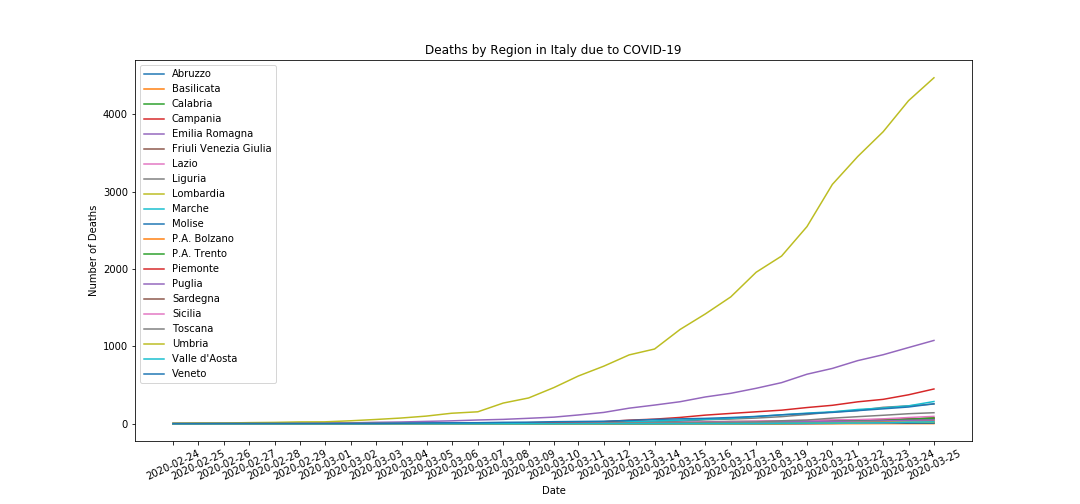 Deaths by Region in Italy due to COVID-19
Abruzzo
Basilicata
Calabria
Campania
Emilia Romagna
Friuli Venezia Giulia
Lazio
Liguria
Lombardia
Marche
Molise
P.A. Bolzano
P.A. Trento
Piemonte
Puglia
Sardegna
Sicilia
Toscana
Umbria
Valle d'Aosta
Veneto
Number of Deaths
4000
3000
2000
1000
0
2020-02-24
2020-02-25
2020-02-26
2020-02-27
2020-02-28
2020-02-29
2020-03-01
2020-03-02
2020-03-03
2020-03-04
2020-03-05
2020-03-06
2020-03-07
2020-03-08
2020-03-09
2020-03-10
2020-03-11
2020-03-12
2020-03-13
2020-03-14
2020-03-15
2020-03-16
2020-03-17
2020-03-18
2020-03-19
2020-03-20
2020-03-21
2020-03-22
2020-03-23
2020-03-24
2020-03-25
Date